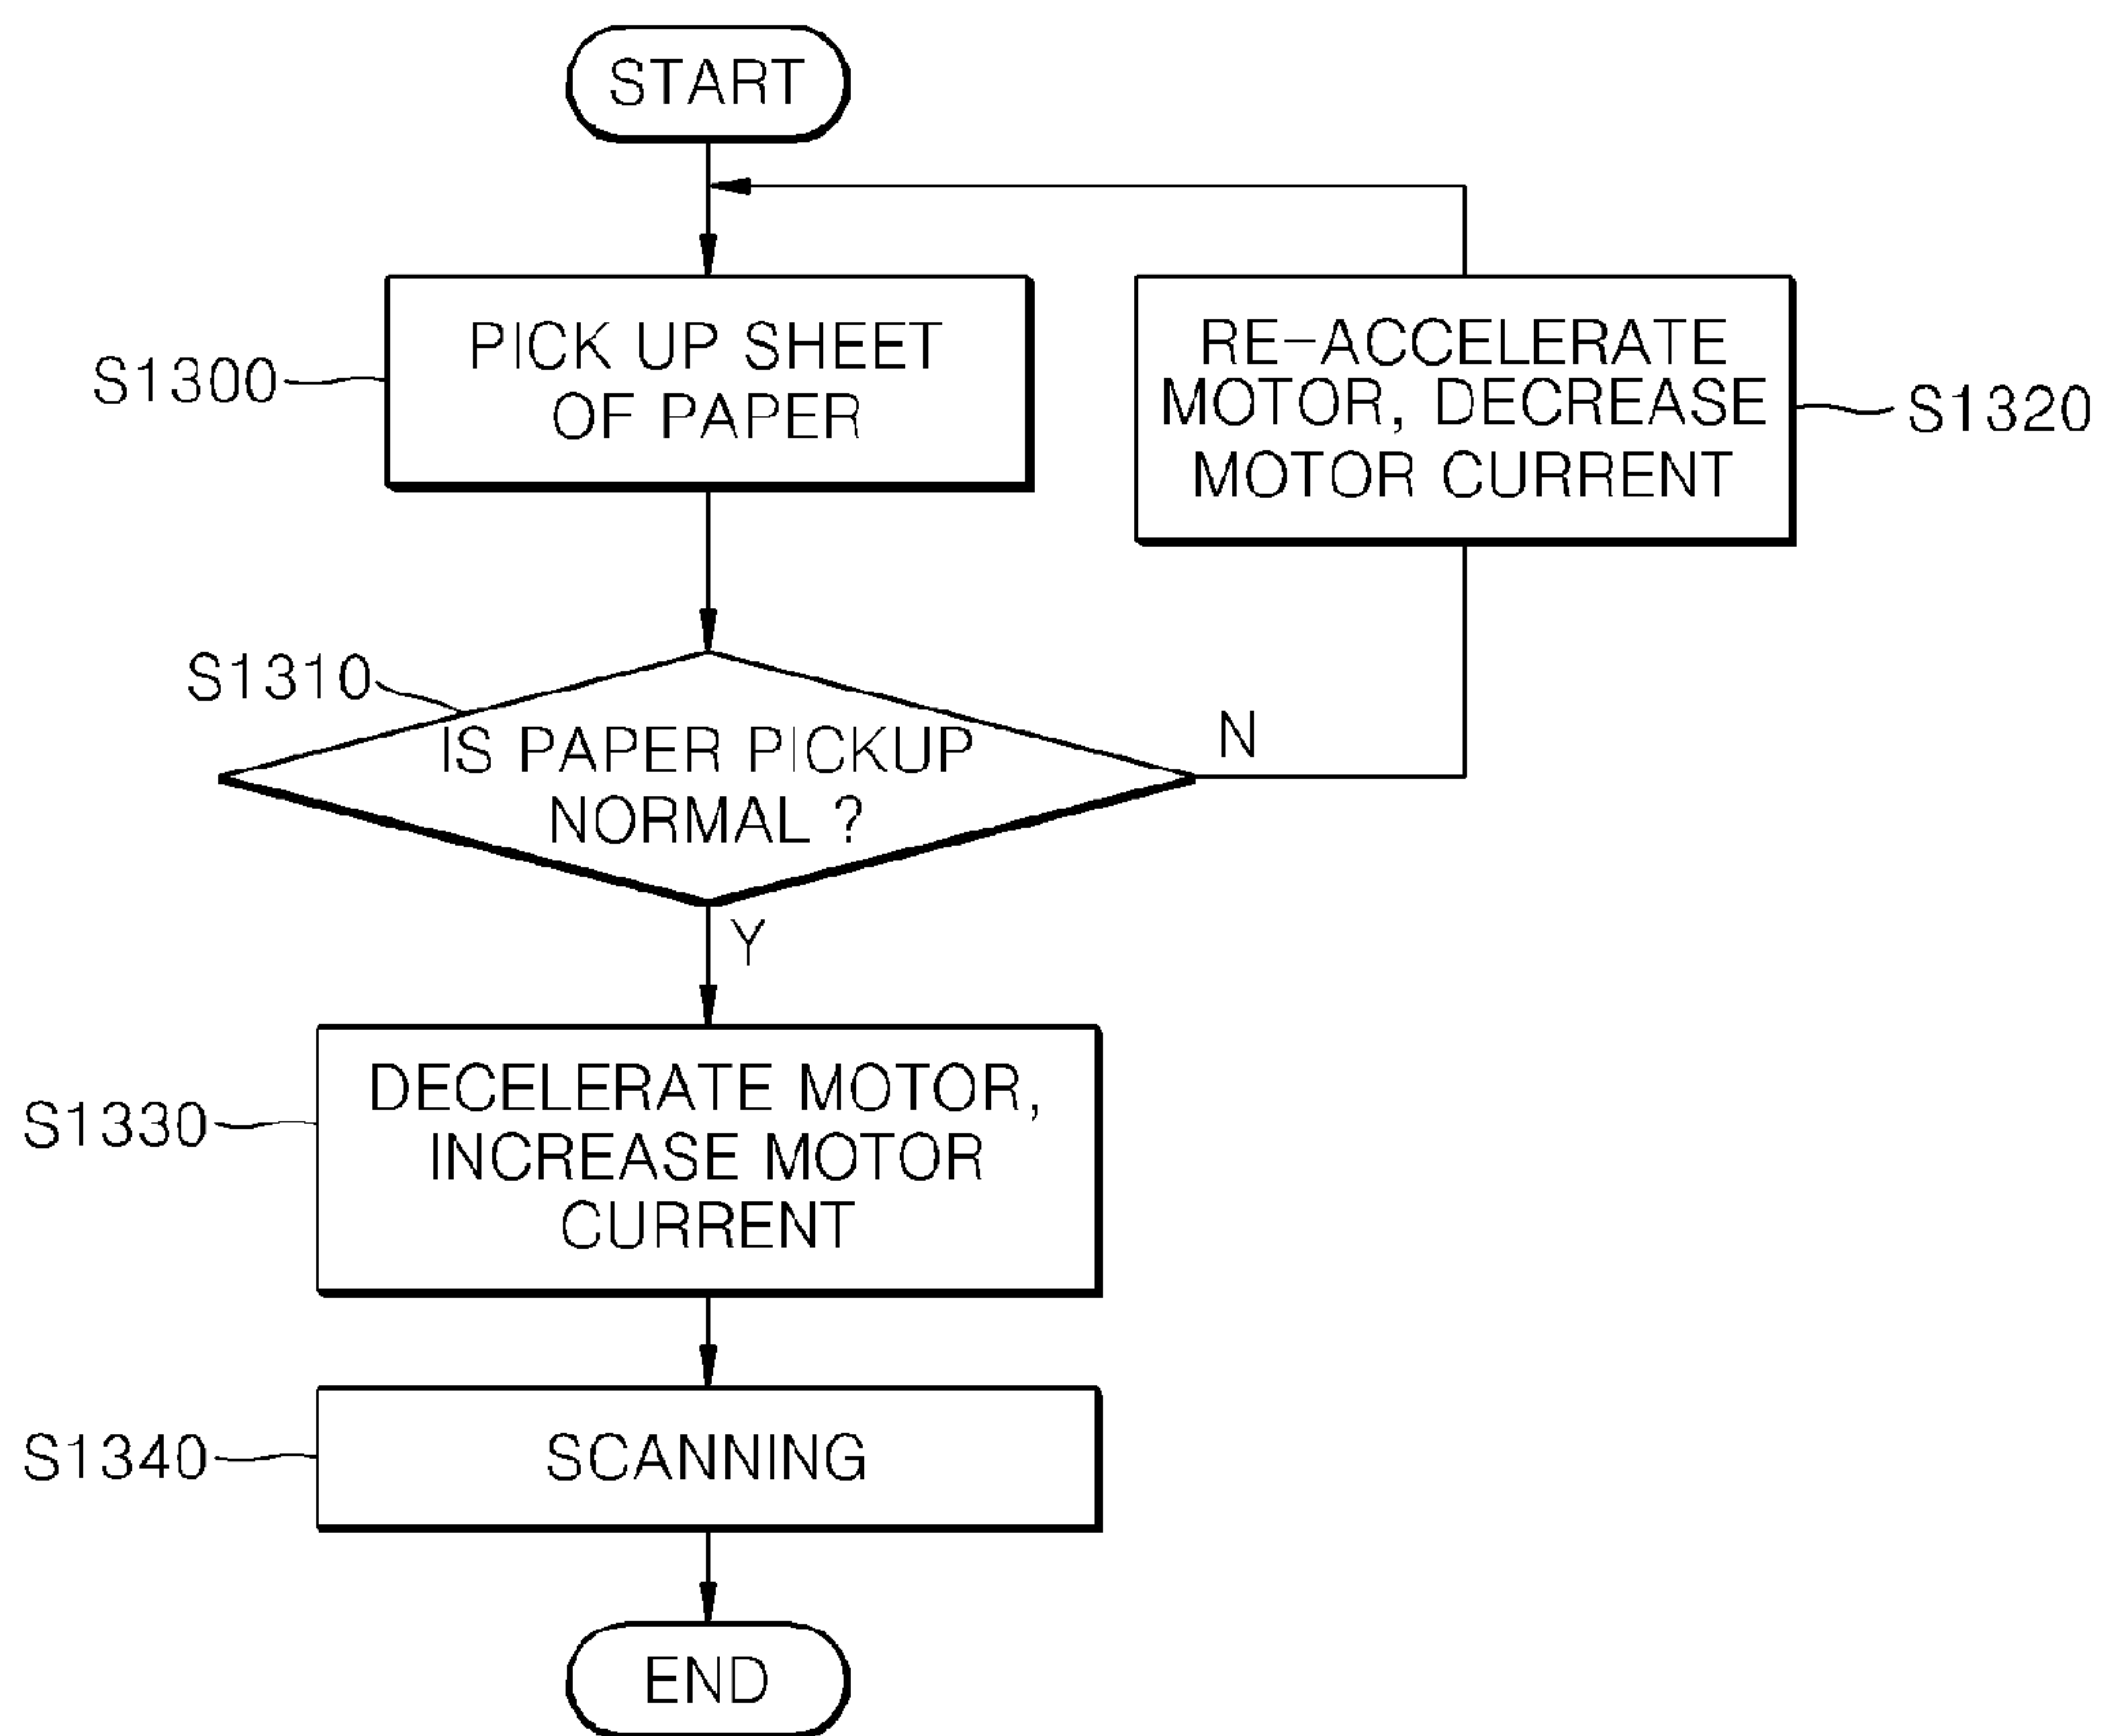 START
S1300
PICK UP SHEET
OF PAPER
RE-ACCELERATE
MOTOR, DECREASE
MOTOR CURRENT
S1320
S1310
IS PAPER PICKUP
NORMAL ?
N
Y
S1330
DECELERATE MOTOR,
INCREASE MOTOR
CURRENT
S1340
SCANNING
END